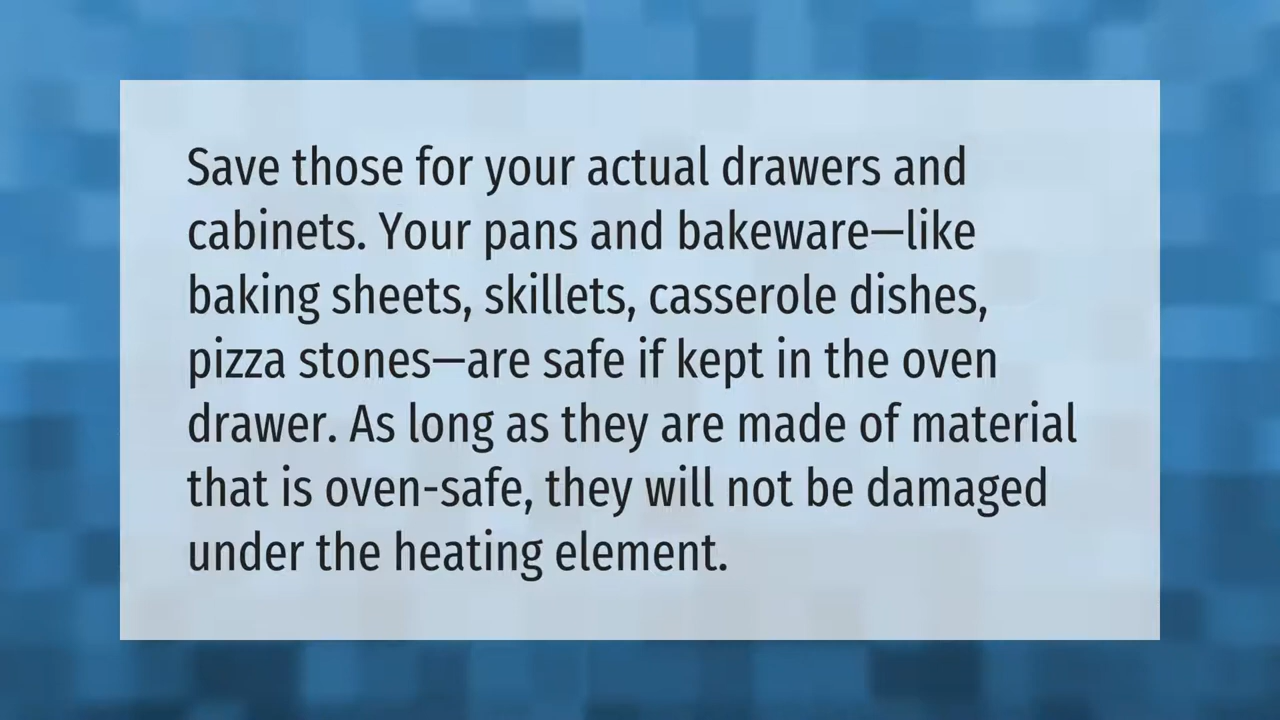 Save those for your actual drawers and
cabinets. Your pans and bakeware—like
baking sheets, skillets, casserole dishes,
pizza stones—are safe if kept in the oven
drawer. As long as they are made of material
that is oven-safe, they will not be damaged
under the heating element.